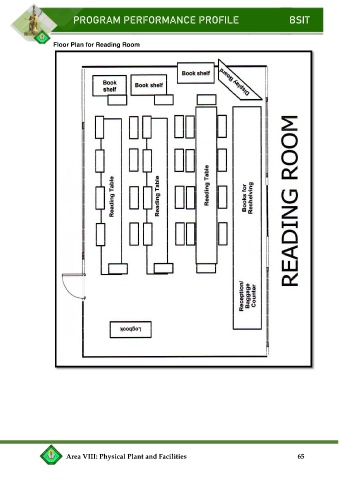 PROGRAM PERFORMANCE PROFILE BSIT
Floor Plan for Reading Room
Book
shelf
Book shelf
Book shelf
Display Board
Reading Table
Reading Table
Reading Table
Books for
Reshelving
READING ROOM
Reception/
Baggage
Counter
Logbook
Area VIII: Physical Plant and Facilities 65